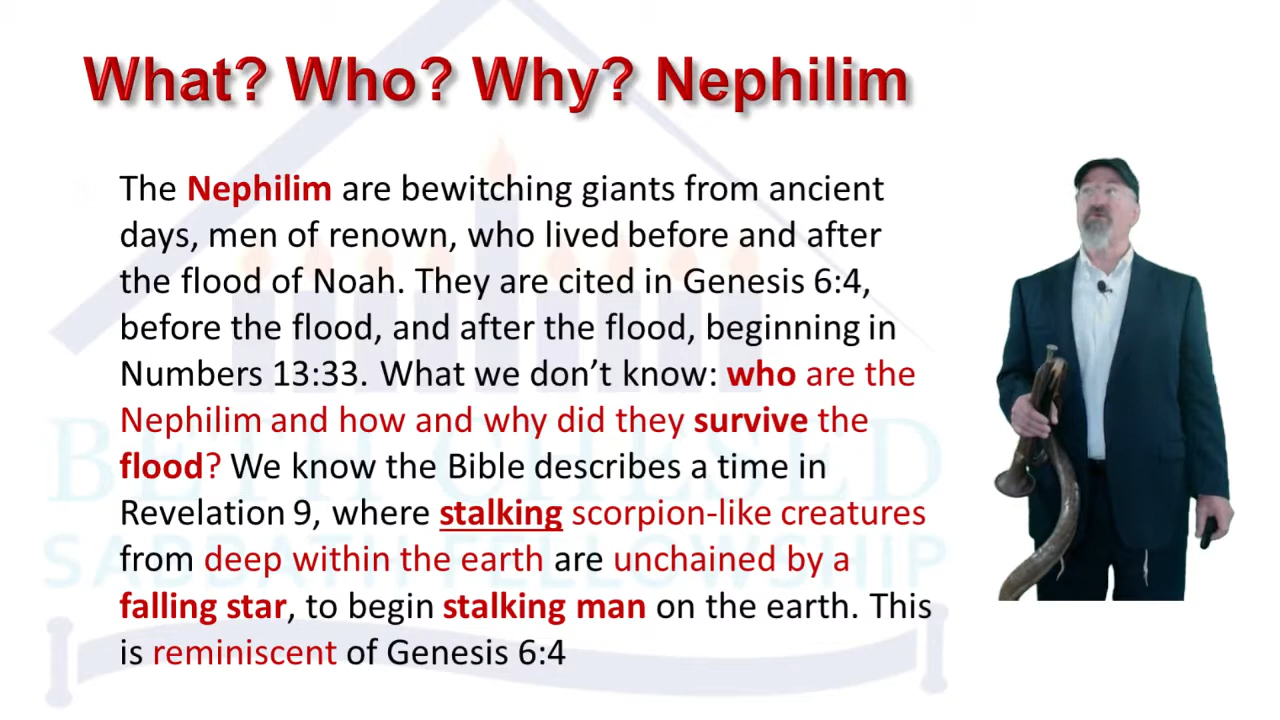 What? Who? Why? Nephilim
The Nephilim are bewitching giants from ancient
days, men of renown, who lived before and after
the flood of Noah. They are cited in Genesis 6:4,
before the flood, and after the flood, beginning in
Numbers 13:33. What we don’t know: who are the
Nephilim and how and why did they survive the
flood? We know the Bible describes a time in
Revelation 9, where stalking scorpion-like creatures
from deep within the earth are unchained by a
falling star, to begin stalking man on the earth. This
is reminiscent of Genesis 6:4
BETH CHESED
SABBATH FELLOWSHIP